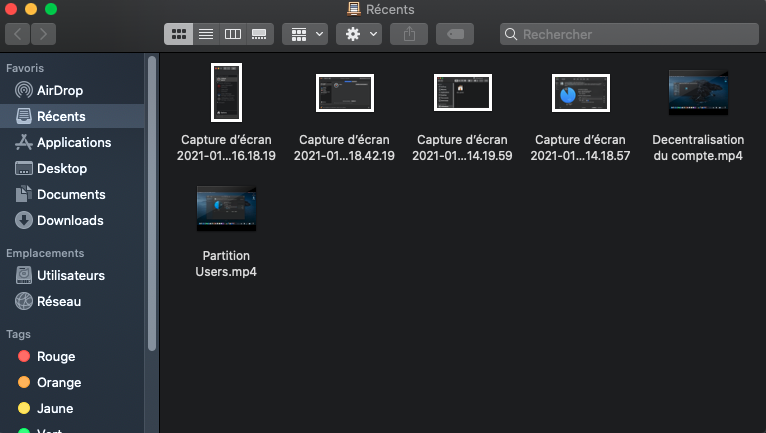 Récents
Rechercher
Favoris
AirDrop
Récents
Applications
Desktop
Documents
Downloads
Emplacements
Utilisateurs
Réseau
Tags
Rouge
Orange
Jaune
Vert
Capture d’écran
2021-01...16.18.19
Capture d’écran
2021-01...18.42.19
Capture d’écran
2021-01...14.19.59
Capture d’écran
2021-01...14.18.57
Decentralisation
du compte.mp4
Partition
Users.mp4